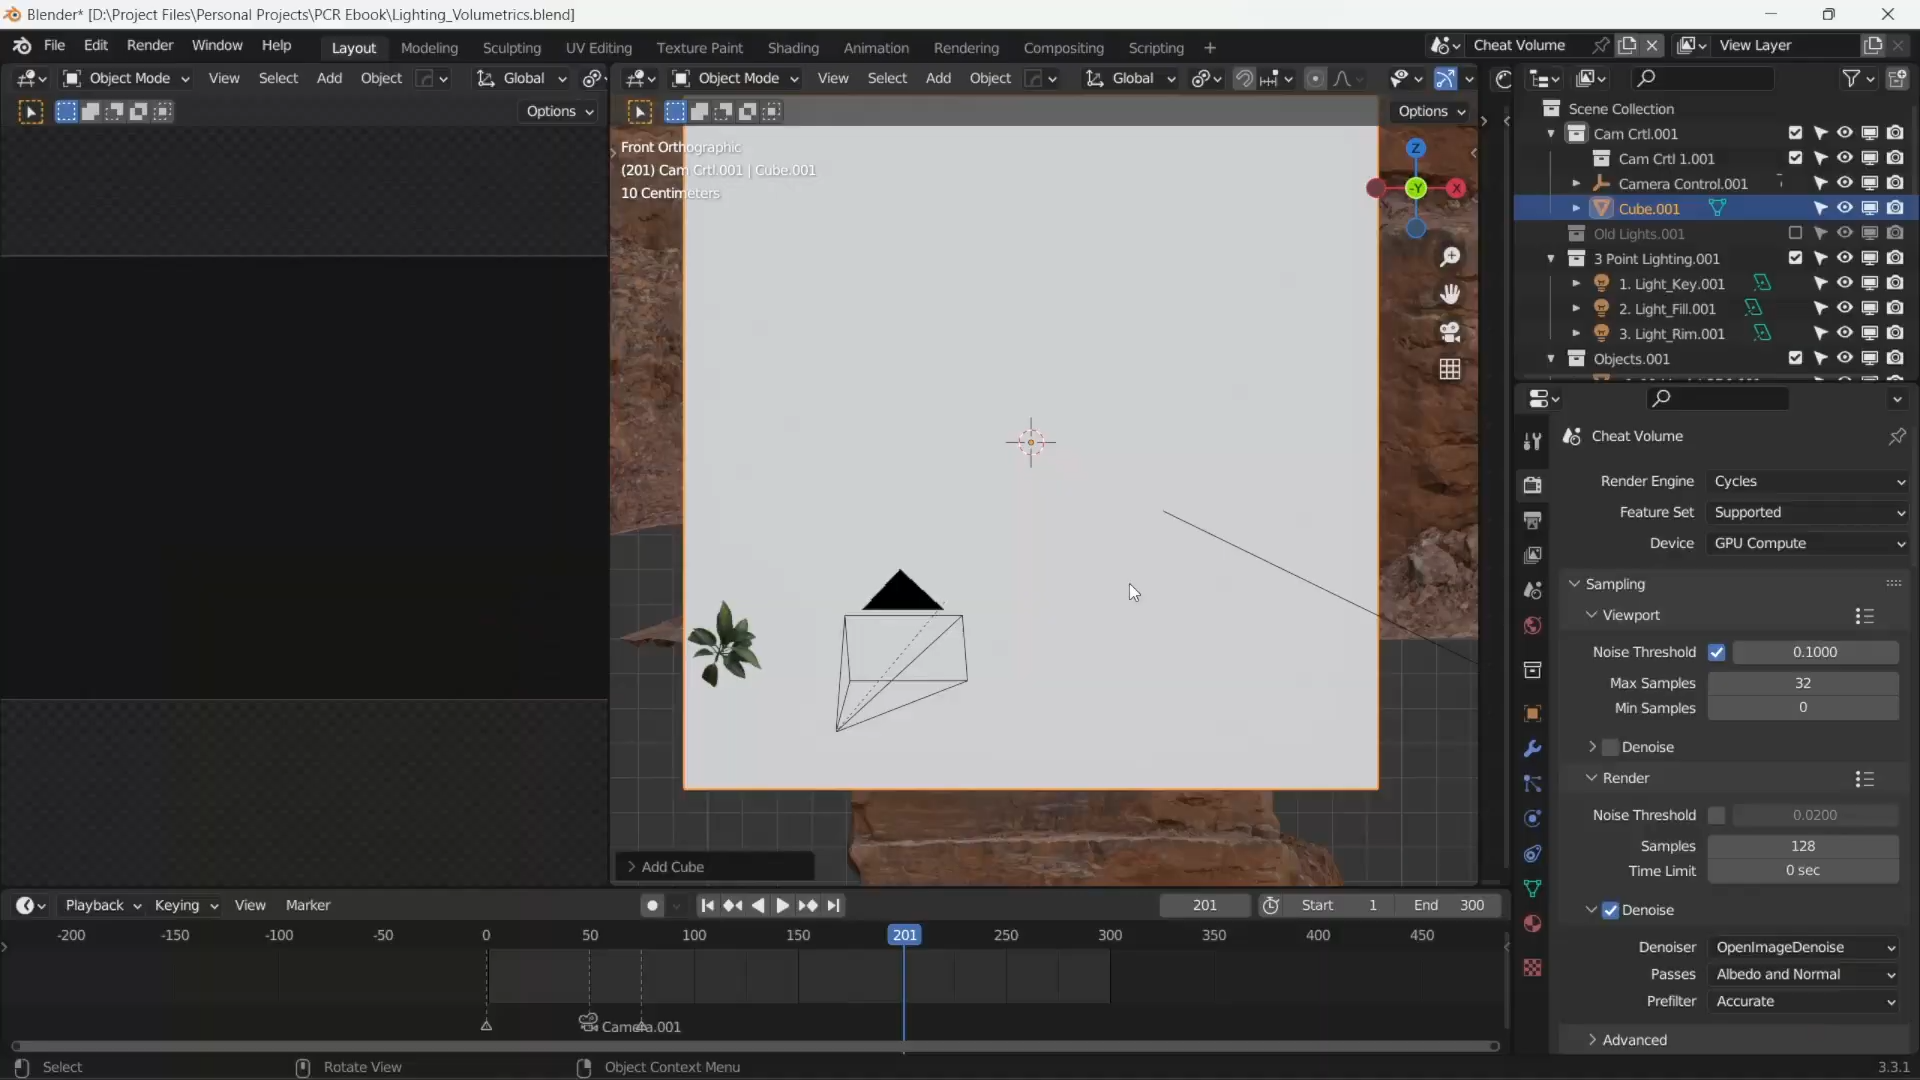 Blender* [D:\Project Files\Personal Projects\PCR Ebook\Lighting_Volumetrics.blend]
File Edit Render Window Help Layout Modeling Sculpting UV Editing Texture Paint Shading Animation Rendering Compositing Scripting + Cheat Volume View Layer
Object Mode View Select Add Object Global
Object Mode View Select Add Object Global
Options
Options
Front Orthographic
(201) Cam Crtl.001 | Cube.001
10 Centimeters
Z
-Y
X
Add Cube
Scene Collection
Cam Crtl.001
Cam Crtl 1.001
Camera Control.001
Cube.001
Old Lights.001
3 Point Lighting.001
1. Light_Key.001
2. Light_Fill.001
3. Light_Rim.001
Objects.001
Cheat Volume
Render Engine Cycles
Feature Set Supported
Device GPU Compute
Sampling
Viewport
Noise Threshold 0.1000
Max Samples 32
Min Samples 0
Denoise
Render
Noise Threshold 0.0200
Samples 128
Time Limit 0 sec
Denoise
Denoiser OpenImageDenoise
Passes Albedo and Normal
Prefilter Accurate
Advanced
Playback Keying View Marker 201 Start 1 End 300
-200 -150 -100 -50 0 50 100 150 201 250 300 350 400 450
Camera.001
Select Rotate View Object Context Menu 3.3.1